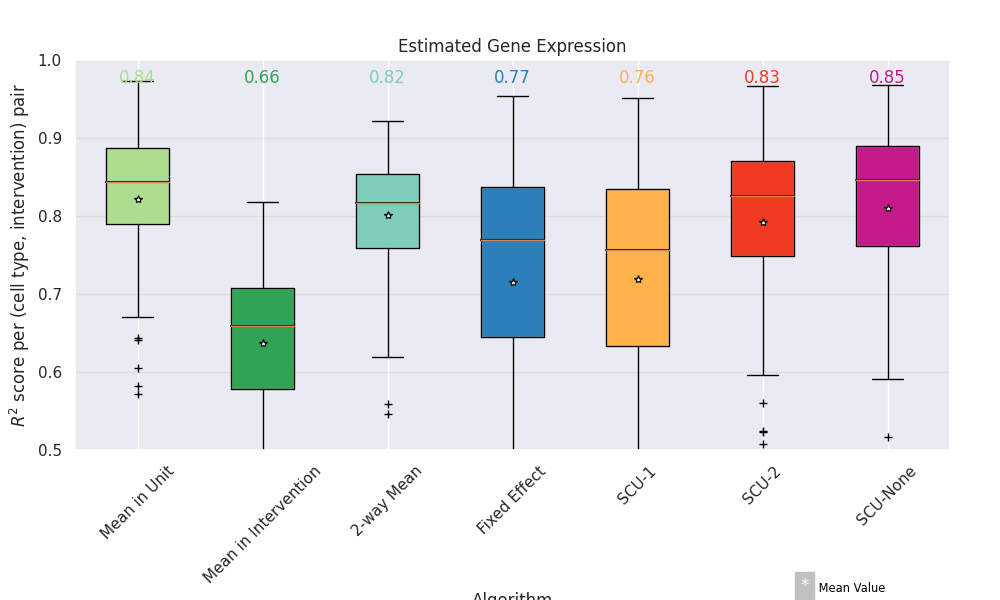 Estimated Gene Expression
R² score per (cell type, intervention) pair
1.0
0.9
0.8
0.7
0.6
0.5
0.84 0.66 0.82 0.77 0.76 0.83 0.85
Mean in Unit
Mean in Intervention
2-way Mean
Fixed Effect
SCU-1
SCU-2
SCU-None
Algorithm
* Mean Value